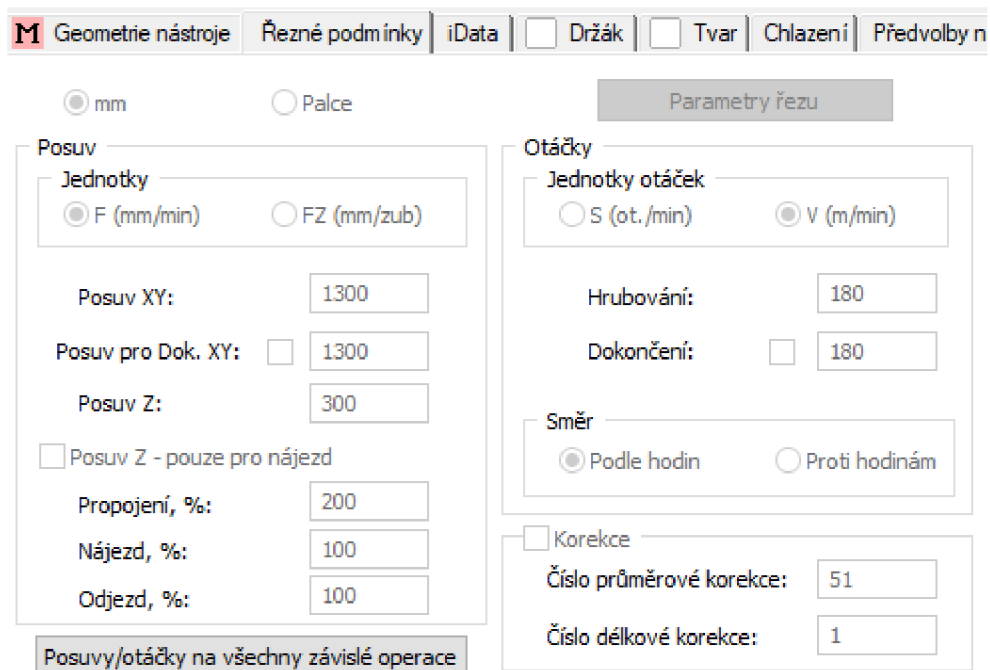 M Geometrie nástroje Řezné podmínky iData Držák Tvar Chlazení Předvolby n
mm Palce Parametry řezu
Posuv
Jednotky
F (mm/min) FZ (mm/zub)
Posuv XY: 1300
Posuv pro Dok. XY: 1300
Posuv Z: 300
Posuv Z - pouze pro nájezd
Propojení, %: 200
Nájezd, %: 100
Odjezd, %: 100
Posuvy/otáčky na všechny závislé operace
Otáčky
Jednotky otáček
S (ot./min) V (m/min)
Hrubování: 180
Dokončení: 180
Směr
Podle hodin Proti hodinám
Korekce
Číslo průměrové korekce: 51
Číslo délkové korekce: 1